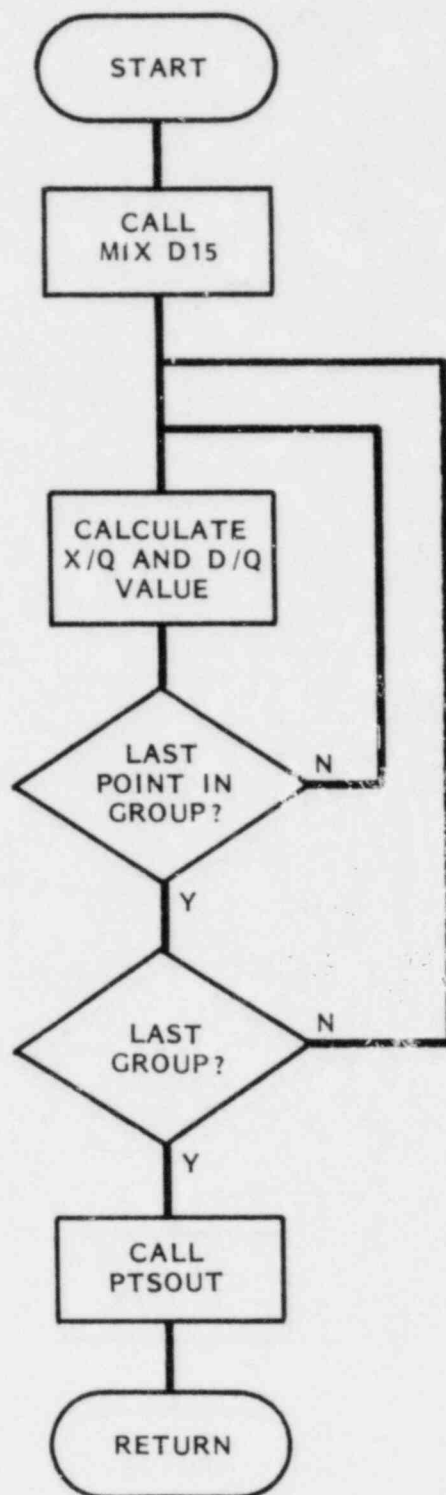 START
CALL
MIX D15
CALCULATE
X/Q AND D/Q
VALUE
LAST
POINT IN
GROUP?
N
Y
LAST
GROUP?
N
Y
CALL
PTSOUT
RETURN